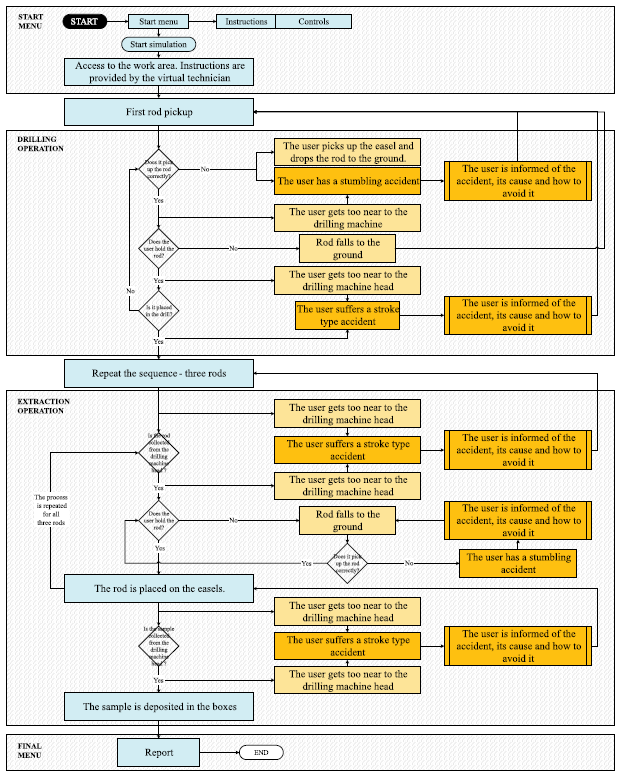 START
MENU
START
Start menu
Instructions
Controls
Start simulation
Access to the work area. Instructions are
provided by the virtual technician
First rod pickup
DRILLING
OPERATION
Does it pick
up the rod
correctly?
No
The user picks up the easel and
drops the rod to the ground.
The user has a stumbling accident
The user is informed of the
accident, its cause and how to
avoid it
Yes
The user gets too near to the
drilling machine
Does the
user hold the
rod?
No
Rod falls to the
ground
Yes
The user gets too near to the
drilling machine head
No
Is it placed
in the drill?
The user suffers a stroke
type accident
The user is informed of the
accident, its cause and how to
avoid it
Yes
Repeat the sequence - three rods
EXTRACTION
OPERATION
The user gets too near to the
drilling machine head
Is the rod
collected
from the
drilling
machine
head?
The user suffers a stroke type
accident
The user is informed of the
accident, its cause and how to
avoid it
Yes
The user gets too near to the
drilling machine head
The process
is repeated
for all
three rods
Does the
user hold the
rod?
No
Rod falls to the
ground
The user is informed of the
accident, its cause and how to
avoid it
Yes
Yes
Does it pick
up the rod
correctly?
No
The user has a stumbling
accident
The rod is placed on the easels.
The user gets too near to the
drilling machine head
Is the sample
collected
from the
drilling
machine
head?
The user suffers a stroke type
accident
The user is informed of the
accident, its cause and how to
avoid it
Yes
The user gets too near to the
drilling machine head
The sample is deposited in the boxes
FINAL
MENU
Report
END